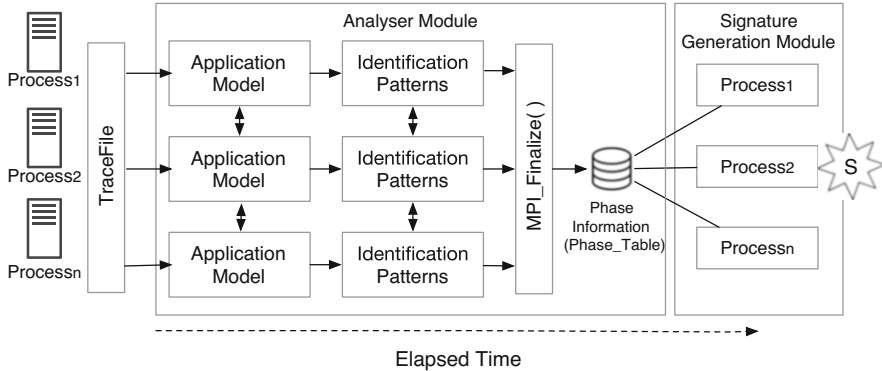 Analyser Module
Signature
Generation Module
Process1
Process2
Processn
TraceFile
Application
Model
Identification
Patterns
Application
Model
Identification
Patterns
Application
Model
Identification
Patterns
MPI_Finalize( )
Phase
Information
(Phase_Table)
Process1
Process2
Processn
S
Elapsed Time